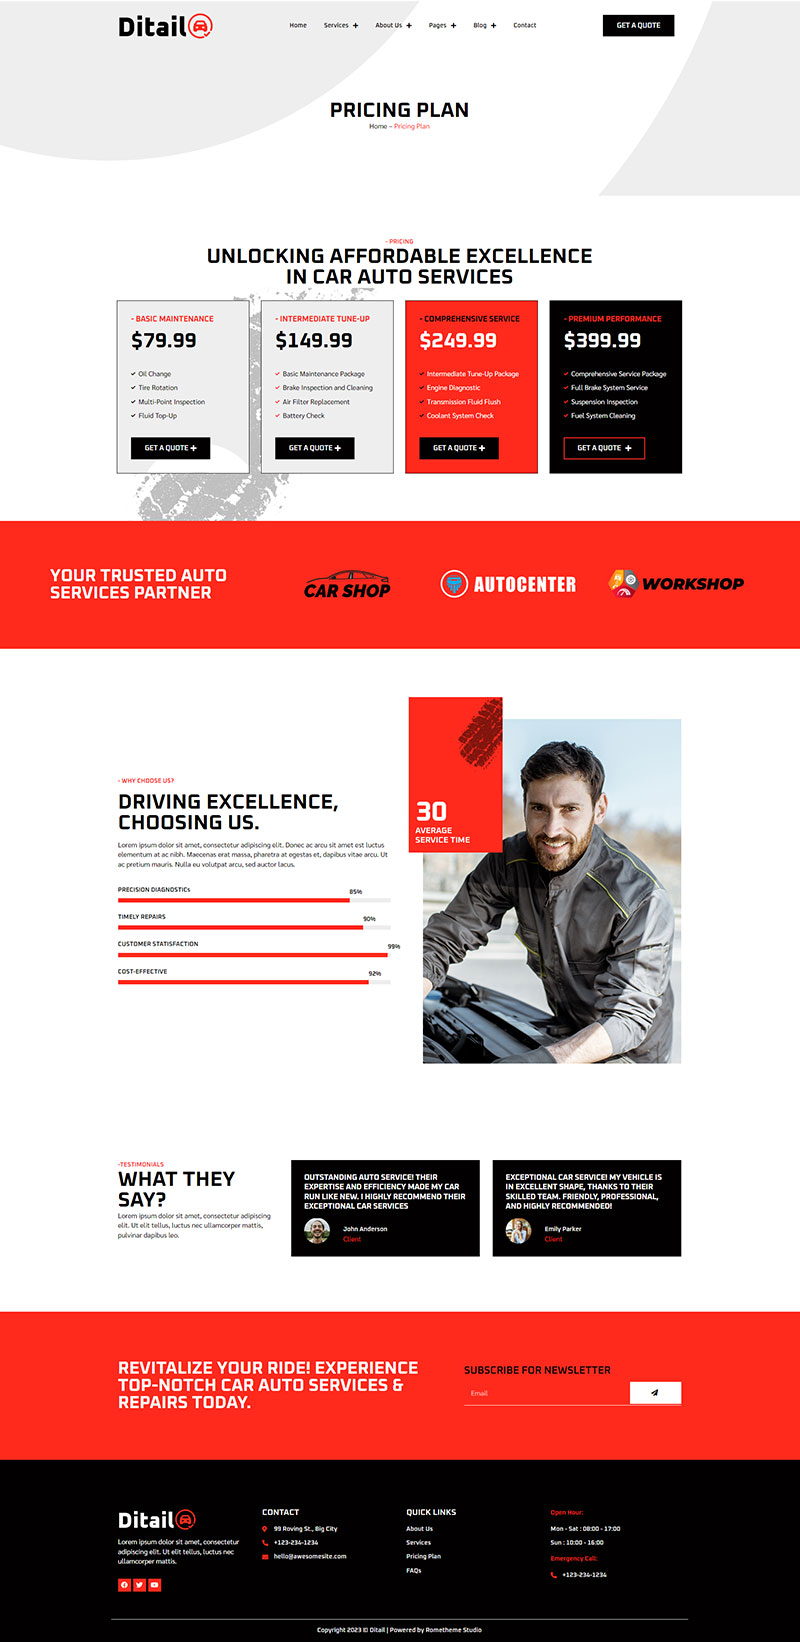 Ditail
Home Services + About Us + Pages + Blog + Contact
GET A QUOTE
PRICING PLAN
Home – Pricing Plan
- PRICING
UNLOCKING AFFORDABLE EXCELLENCE
IN CAR AUTO SERVICES
- BASIC MAINTENANCE
$79.99
Oil Change
Tire Rotation
Multi-Point Inspection
Fluid Top-Up
GET A QUOTE +
- INTERMEDIATE TUNE-UP
$149.99
Basic Maintenance Package
Brake Inspection and Cleaning
Air Filter Replacement
Battery Check
GET A QUOTE +
- COMPREHENSIVE SERVICE
$249.99
Intermediate Tune-Up Package
Engine Diagnostic
Transmission Fluid Flush
Coolant System Check
GET A QUOTE +
- PREMIUM PERFORMANCE
$399.99
Comprehensive Service Package
Full Brake System Service
Suspension Inspection
Fuel System Cleaning
GET A QUOTE +
YOUR TRUSTED AUTO
SERVICES PARTNER
CAR SHOP
AUTOCENTER
WORKSHOP
- WHY CHOOSE US?
DRIVING EXCELLENCE,
CHOOSING US.
Lorem ipsum dolor sit amet, consectetur adipiscing elit. Donec ac arcu sit amet est luctus
elementum at ac nibh. Maecenas erat massa, pharetra at egestas et, dapibus vitae arcu. Ut
ac pretium mauris. Nulla eu volutpat arcu, sed auctor lacus.
PRECISION DIAGNOSTICs
85%
TIMELY REPAIRS
90%
CUSTOMER STATISFACTION
99%
COST-EFFECTIVE
92%
30
AVERAGE
SERVICE TIME
-TESTIMONIALS
WHAT THEY
SAY?
Lorem ipsum dolor sit amet, consectetur adipiscing
elit. Ut elit tellus, luctus nec ullamcorper mattis,
pulvinar dapibus leo.
OUTSTANDING AUTO SERVICE! THEIR
EXPERTISE AND EFFICIENCY MADE MY CAR
RUN LIKE NEW. I HIGHLY RECOMMEND THEIR
EXCEPTIONAL CAR SERVICES
John Anderson
Client
EXCEPTIONAL CAR SERVICE! MY VEHICLE IS
IN EXCELLENT SHAPE, THANKS TO THEIR
SKILLED TEAM. FRIENDLY, PROFESSIONAL,
AND HIGHLY RECOMMENDED!
Emily Parker
Client
REVITALIZE YOUR RIDE! EXPERIENCE
TOP-NOTCH CAR AUTO SERVICES &
REPAIRS TODAY.
SUBSCRIBE FOR NEWSLETTER
Email
Ditail
Lorem ipsum dolor sit amet, consectetur
adipiscing elit. Ut elit tellus, luctus nec
ullamcorper mattis.
CONTACT
99 Roving St., Big City
+123-234-1234
hello@awesomesite.com
QUICK LINKS
About Us
Services
Pricing Plan
FAQs
Open Hour:
Mon - Sat : 08:00 - 17:00
Sun : 10:00 - 16:00
Emergency Call:
+123-234-1234
Copyright 2023 © Ditail | Powered by Rometheme Studio